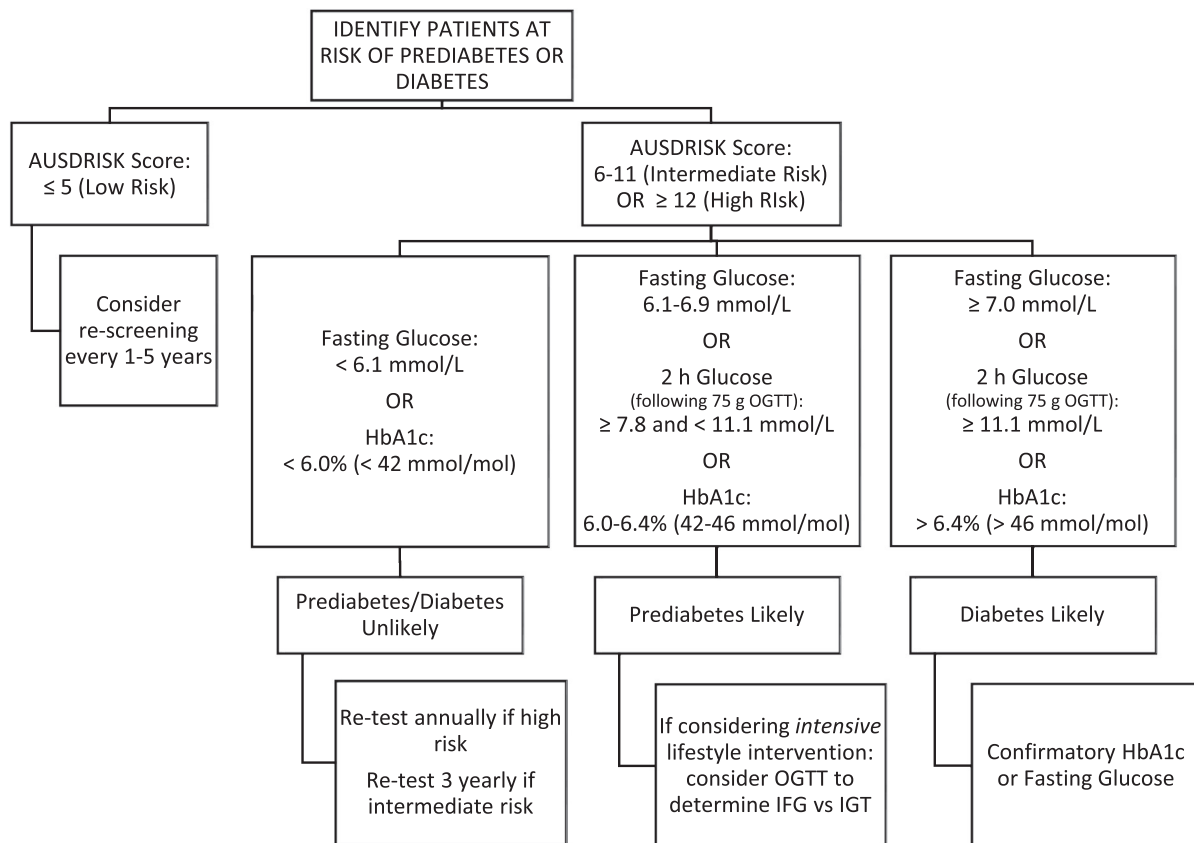 IDENTIFY PATIENTS AT
RISK OF PREDIABETES OR
DIABETES
AUSDRISK Score:
≤ 5 (Low Risk)
AUSDRISK Score:
6-11 (Intermediate Risk)
OR ≥ 12 (High RIsk)
Consider
re-screening
every 1-5 years
Fasting Glucose:
< 6.1 mmol/L
OR
HbA1c:
< 6.0% (< 42 mmol/mol)
Fasting Glucose:
6.1-6.9 mmol/L
OR
2 h Glucose
(following 75 g OGTT):
≥ 7.8 and < 11.1 mmol/L
OR
HbA1c:
6.0-6.4% (42-46 mmol/mol)
Fasting Glucose:
≥ 7.0 mmol/L
OR
2 h Glucose
(following 75 g OGTT):
≥ 11.1 mmol/L
OR
HbA1c:
> 6.4% (> 46 mmol/mol)
Prediabetes/Diabetes
Unlikely
Prediabetes Likely
Diabetes Likely
Re-test annually if high
risk
Re-test 3 yearly if
intermediate risk
If considering intensive
lifestyle intervention:
consider OGTT to
determine IFG vs IGT
Confirmatory HbA1c
or Fasting Glucose